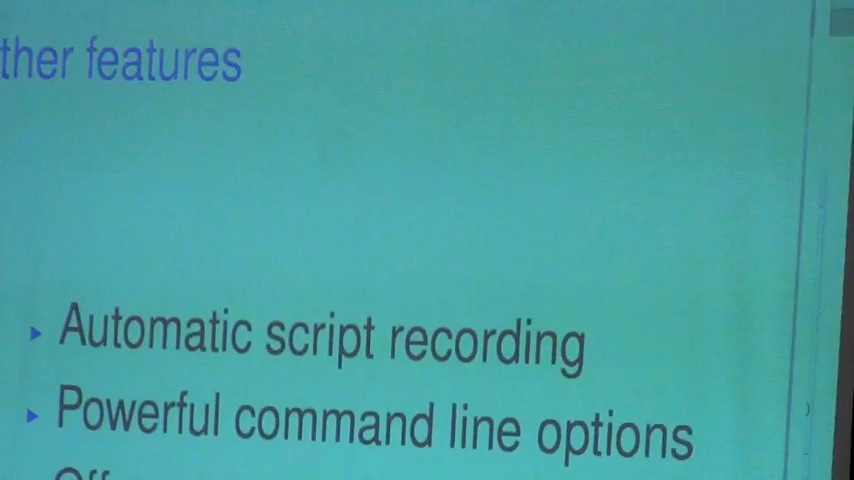 ther features
Automatic script recording
Powerful command line options